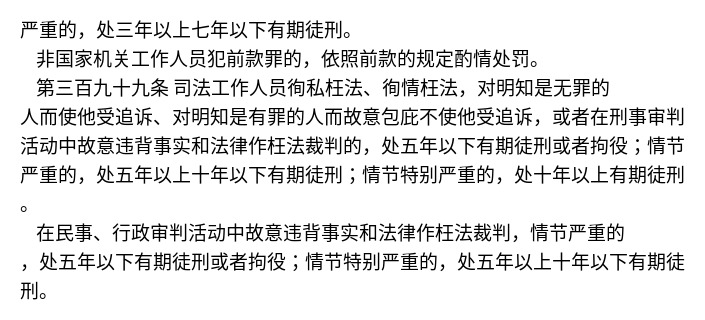 严重的，处三年以上七年以下有期徒刑。
非国家机关工作人员犯前款罪的，依照前款的规定酌情处罚。
第三百九十九条 司法工作人员徇私枉法、徇情枉法，对明知是无罪的
人而使他受追诉、对明知是有罪的人而故意包庇不使他受追诉，或者在刑事审判
活动中故意违背事实和法律作枉法裁判的，处五年以下有期徒刑或者拘役；情节
严重的，处五年以上十年以下有期徒刑；情节特别严重的，处十年以上有期徒刑
。
在民事、行政审判活动中故意违背事实和法律作枉法裁判，情节严重的
，处五年以下有期徒刑或者拘役；情节特别严重的，处五年以上十年以下有期徒
刑。